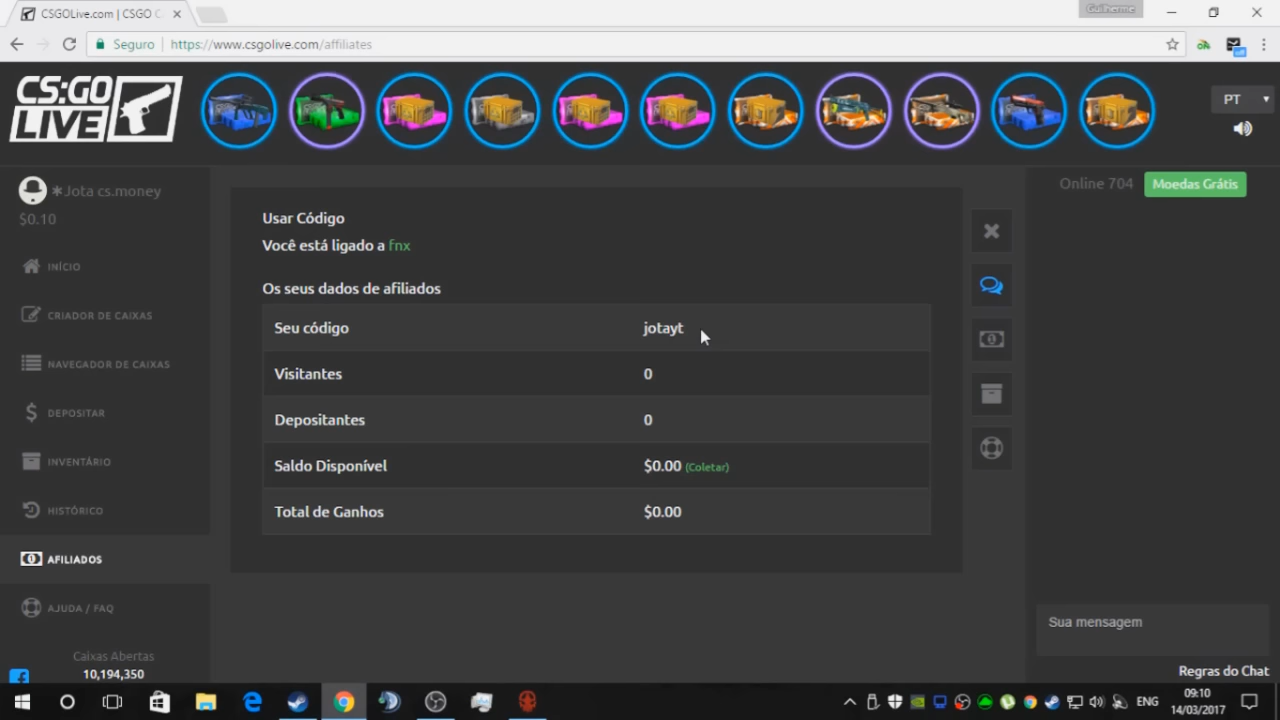 CSGOLive.com | CSGO C
Guilherme
Seguro
https://www.csgolive.com/affiliates
CS:GO
LIVE
PT
∗Jota cs.money
$0.10
INÍCIO
CRIADOR DE CAIXAS
NAVEGADOR DE CAIXAS
DEPOSITAR
INVENTÁRIO
HISTÓRICO
AFILIADOS
AJUDA / FAQ
Caixas Abertas
10,194,350
Usar Código
Você está ligado a fnx
Os seus dados de afiliados
Seu código jotayt
Visitantes 0
Depositantes 0
Saldo Disponível $0.00 (Coletar)
Total de Ganhos $0.00
Online 704 Moedas Grátis
Sua mensagem
Regras do Chat
ENG
09:10
14/03/2017